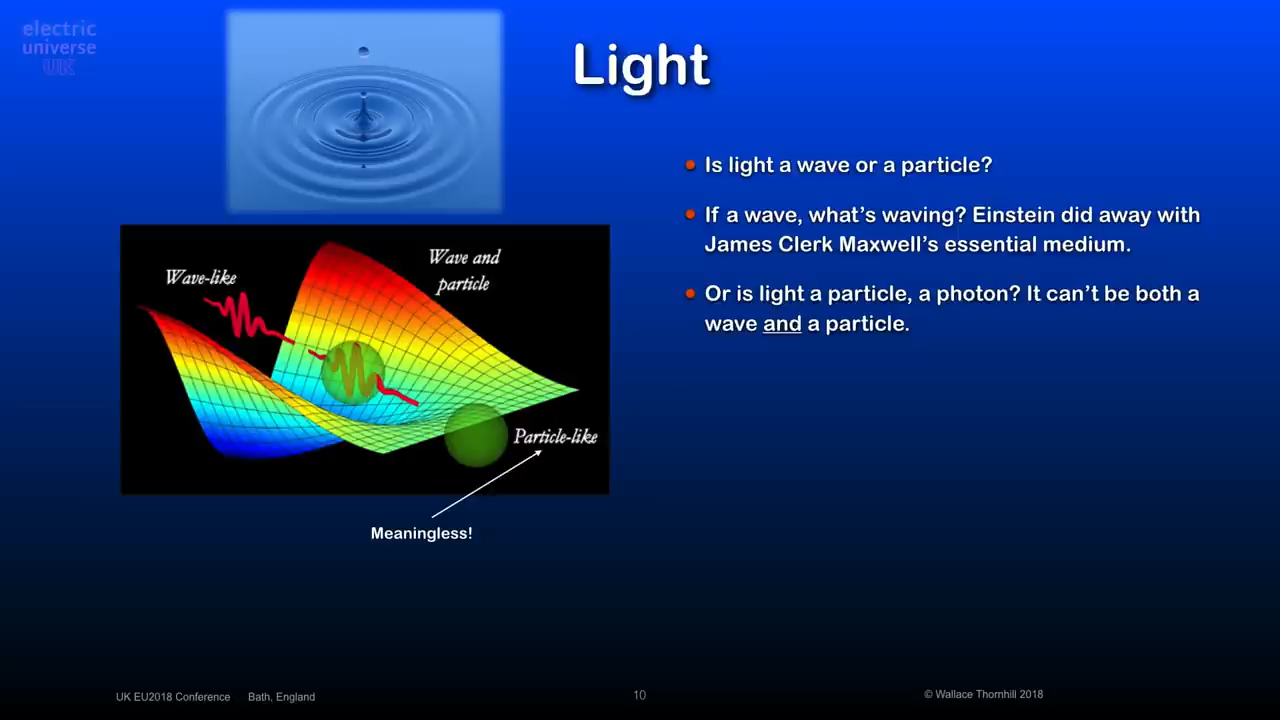 electric
universe
UK
Light
Is light a wave or a particle?
If a wave, what's waving? Einstein did away with
James Clerk Maxwell's essential medium.
Or is light a particle, a photon? It can't be both a
wave and a particle.
Wave-like
Wave and
particle
Particle-like
Meaningless!
UK EU2018 Conference Bath, England
10
© Wallace Thornhill 2018